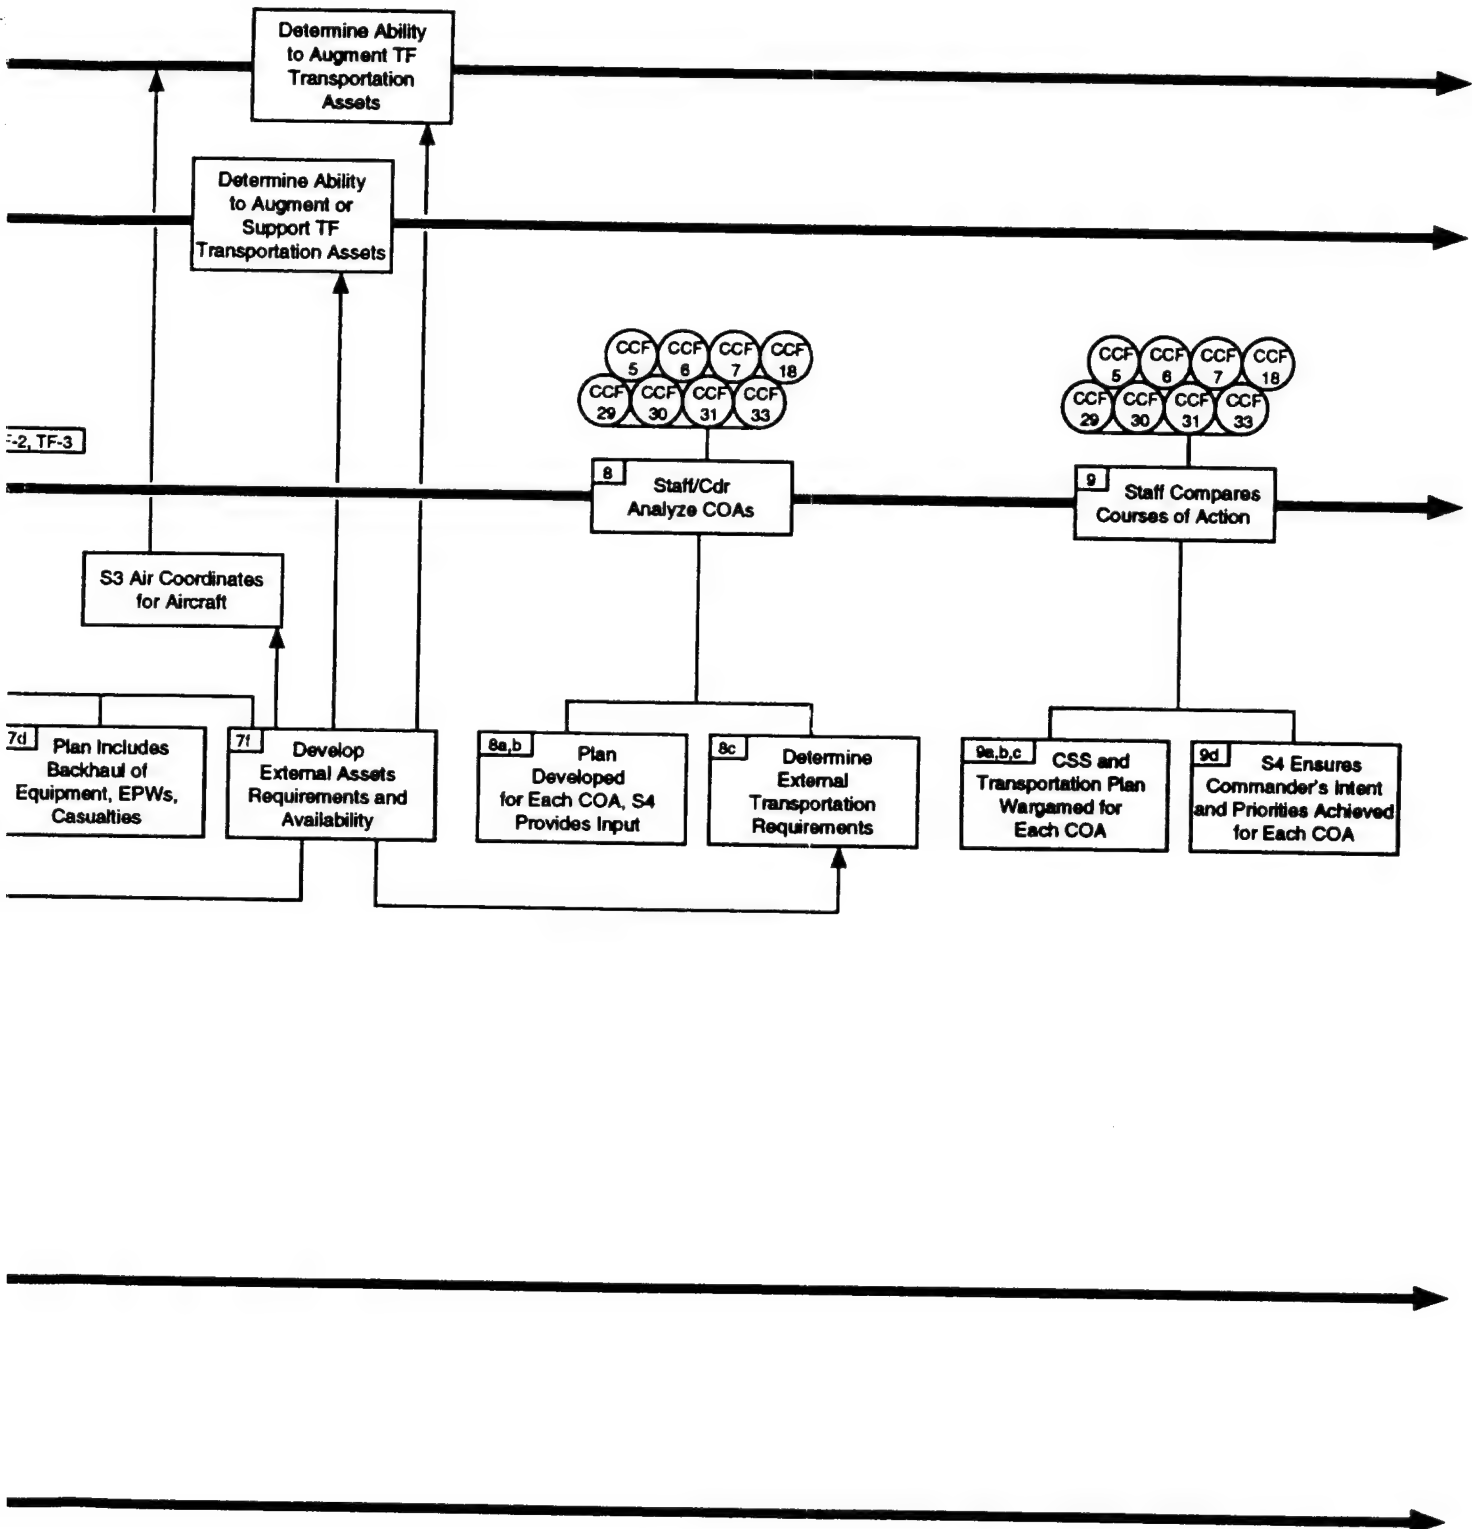 Determine Ability
to Augment TF
Transportation
Assets
Determine Ability
to Augment or
Support TF
Transportation Assets
CCF
5
CCF
6
CCF
7
CCF
18
CCF
29
CCF
30
CCF
31
CCF
33
CCF
5
CCF
6
CCF
7
CCF
18
CCF
29
CCF
30
CCF
31
CCF
33
F-2, TF-3
8
Staff/Cdr
Analyze COAs
9
Staff Compares
Courses of Action
S3 Air Coordinates
for Aircraft
7d
Plan Includes
Backhaul of
Equipment, EPWs,
Casualties
7f
Develop
External Assets
Requirements and
Availability
8a,b
Plan
Developed
for Each COA, S4
Provides Input
8c
Determine
External
Transportation
Requirements
9a,b,c
CSS and
Transportation Plan
Wargamed for
Each COA
9d
S4 Ensures
Commander's Intent
and Priorities Achieved
for Each COA